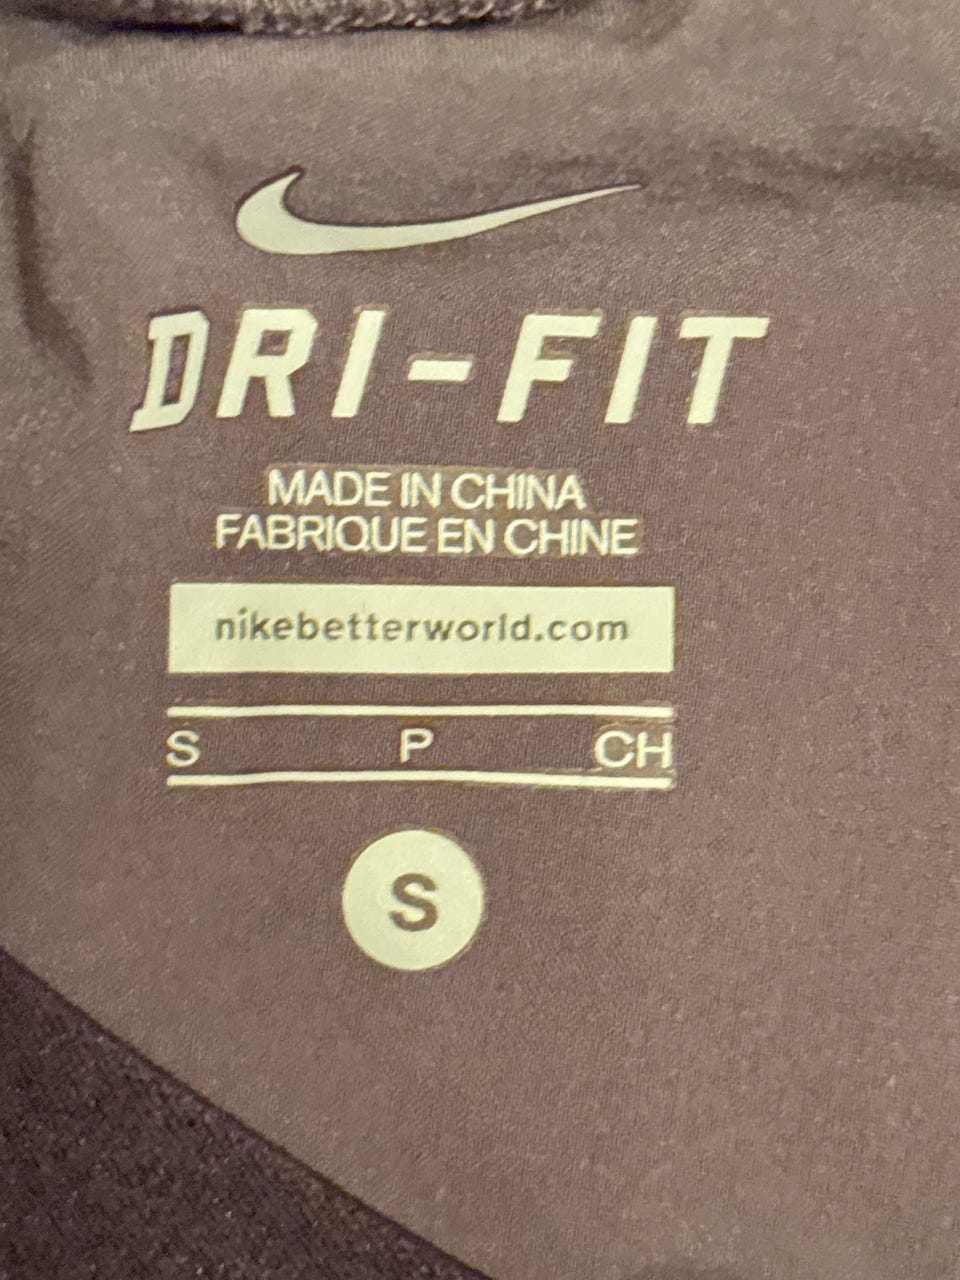 DRI-FIT
MADE IN CHINA
FABRIQUE EN CHINE
nikebetterworld.com
S P CH
S